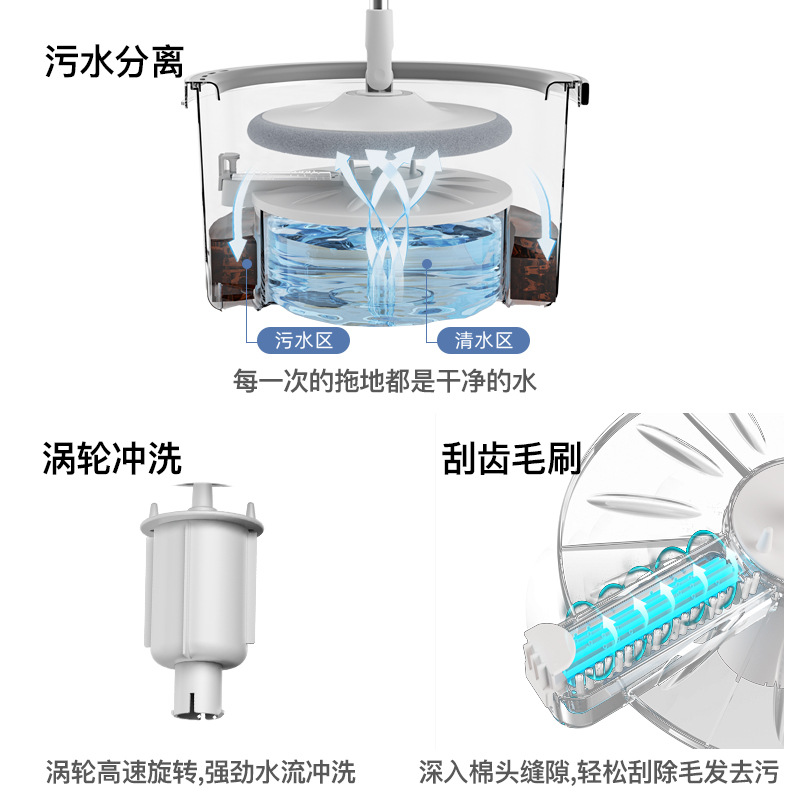 污水分离
污水区
清水区
每一次的拖地都是干净的水
涡轮冲洗
刮齿毛刷
涡轮高速旋转,强劲水流冲洗
深入棉头缝隙,轻松刮除毛发去污